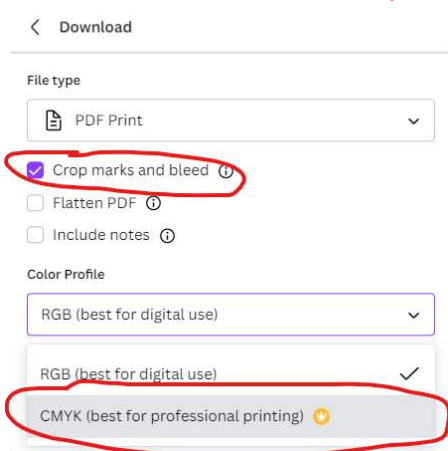 Download
File type
PDF Print
Crop marks and bleed
Flatten PDF
Include notes
Color Profile
RGB (best for digital use)
RGB (best for digital use)
CMYK (best for professional printing)